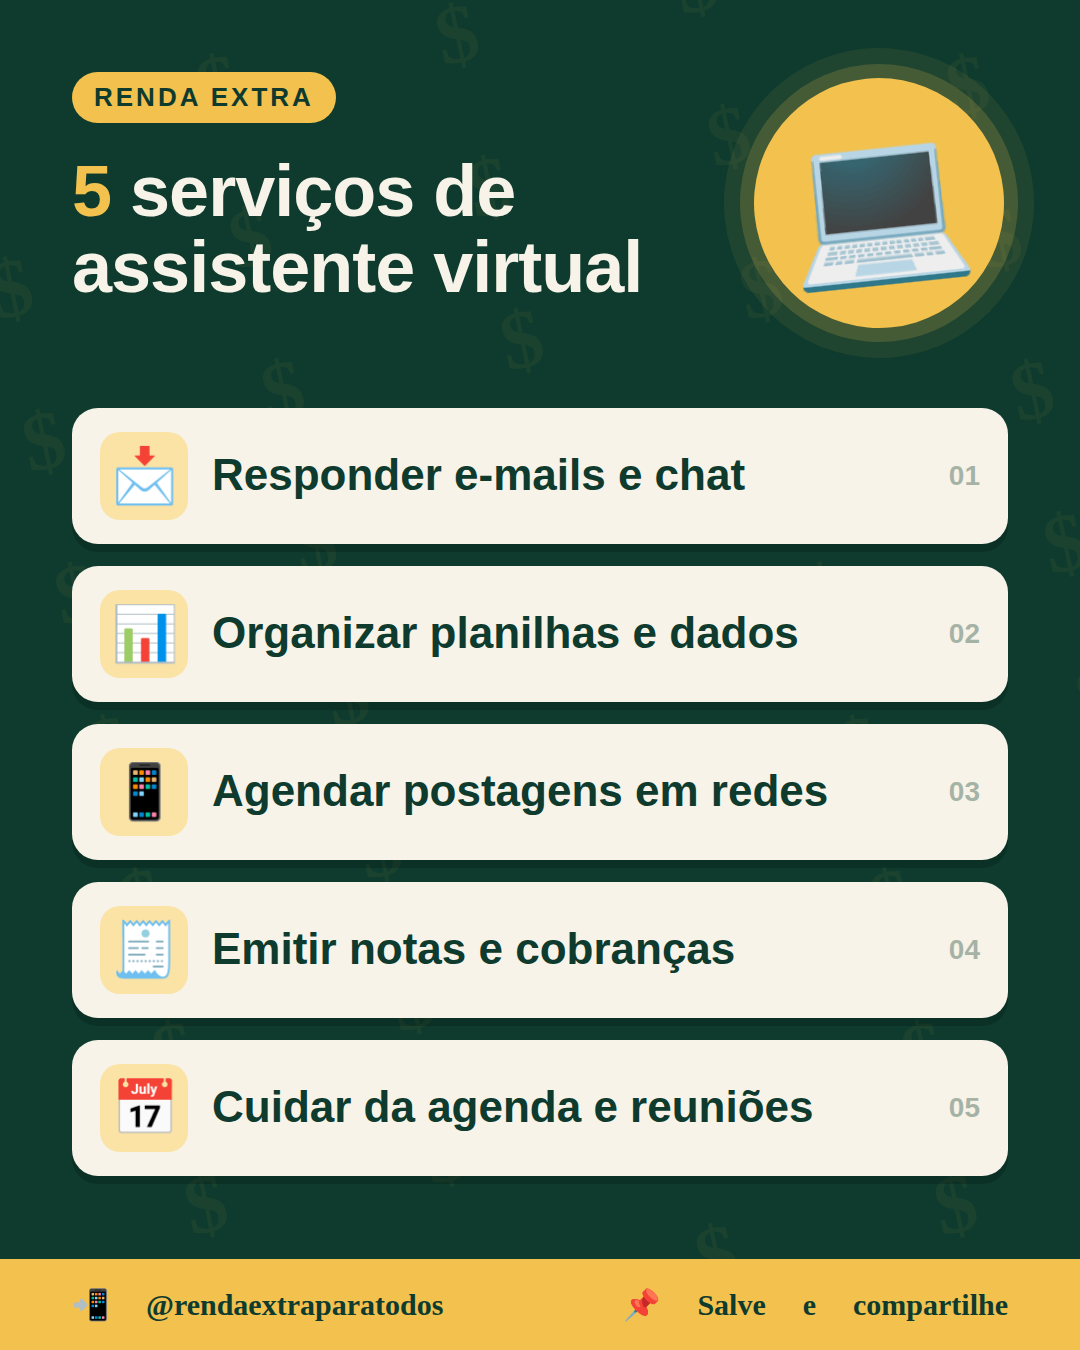 RENDA EXTRA
5 serviços de
assistente virtual
Responder e-mails e chat 01
Organizar planilhas e dados 02
Agendar postagens em redes 03
Emitir notas e cobranças 04
July
17
Cuidar da agenda e reuniões 05
@rendaextraparatodos Salve e compartilhe